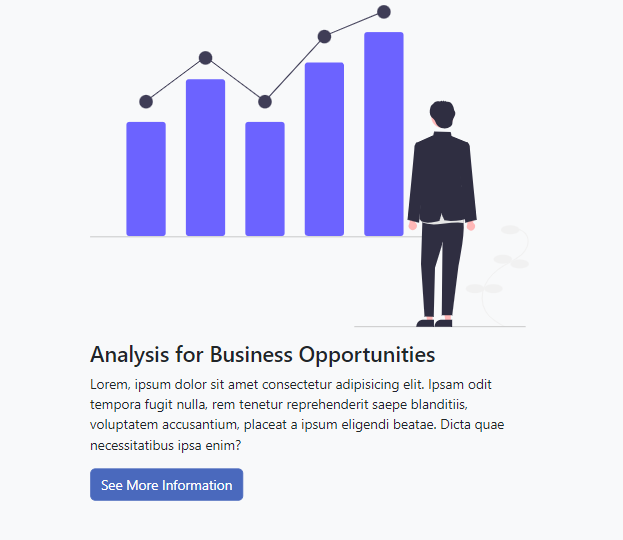 Analysis for Business Opportunities
Lorem, ipsum dolor sit amet consectetur adipisicing elit. Ipsam odit
tempora fugit nulla, rem tenetur reprehenderit saepe blanditiis,
voluptatem accusantium, placeat a ipsum eligendi beatae. Dicta quae
necessitatibus ipsa enim?
See More Information